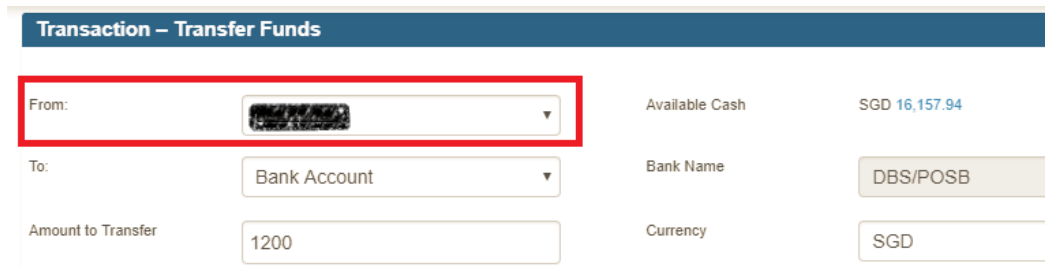 Transaction – Transfer Funds
From:
Available Cash SGD 16,157.94
To: Bank Account Bank Name DBS/POSB
Amount to Transfer 1200 Currency SGD